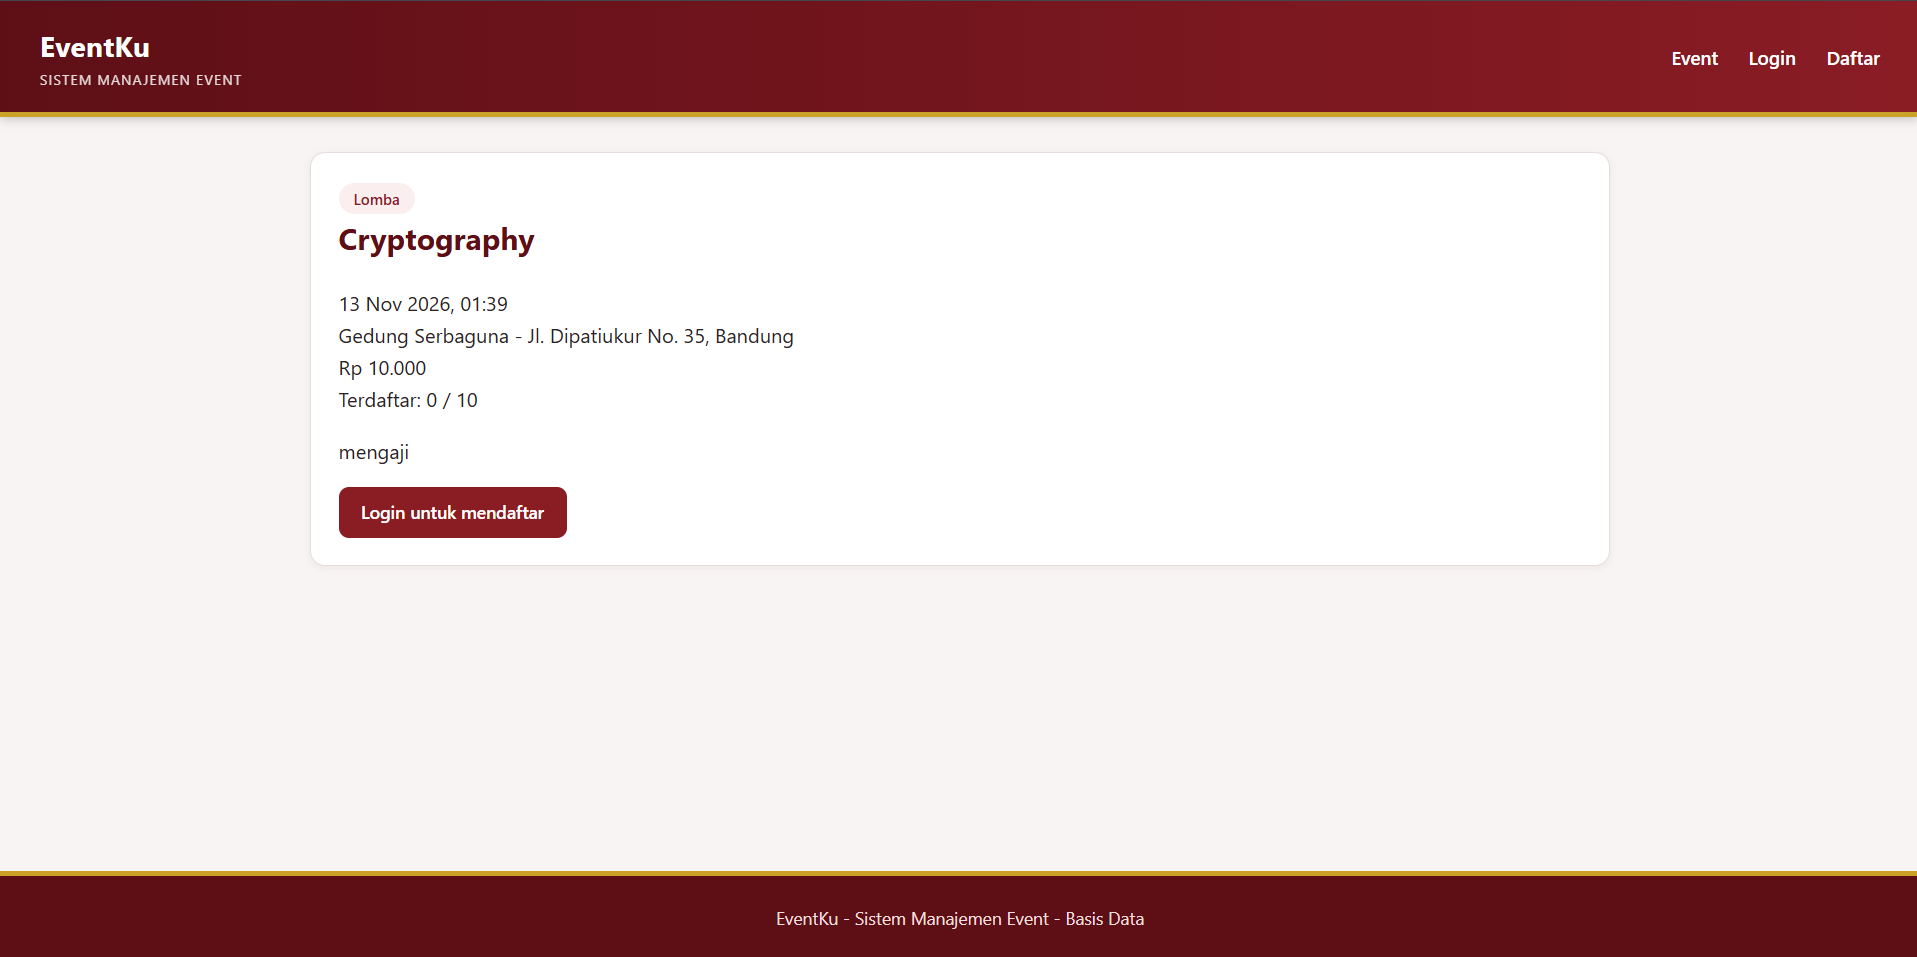 EventKu
SISTEM MANAJEMEN EVENT
Event Login Daftar
Lomba
Cryptography
13 Nov 2026, 01:39
Gedung Serbaguna - Jl. Dipatiukur No. 35, Bandung
Rp 10.000
Terdaftar: 0 / 10
mengaji
Login untuk mendaftar
EventKu - Sistem Manajemen Event - Basis Data